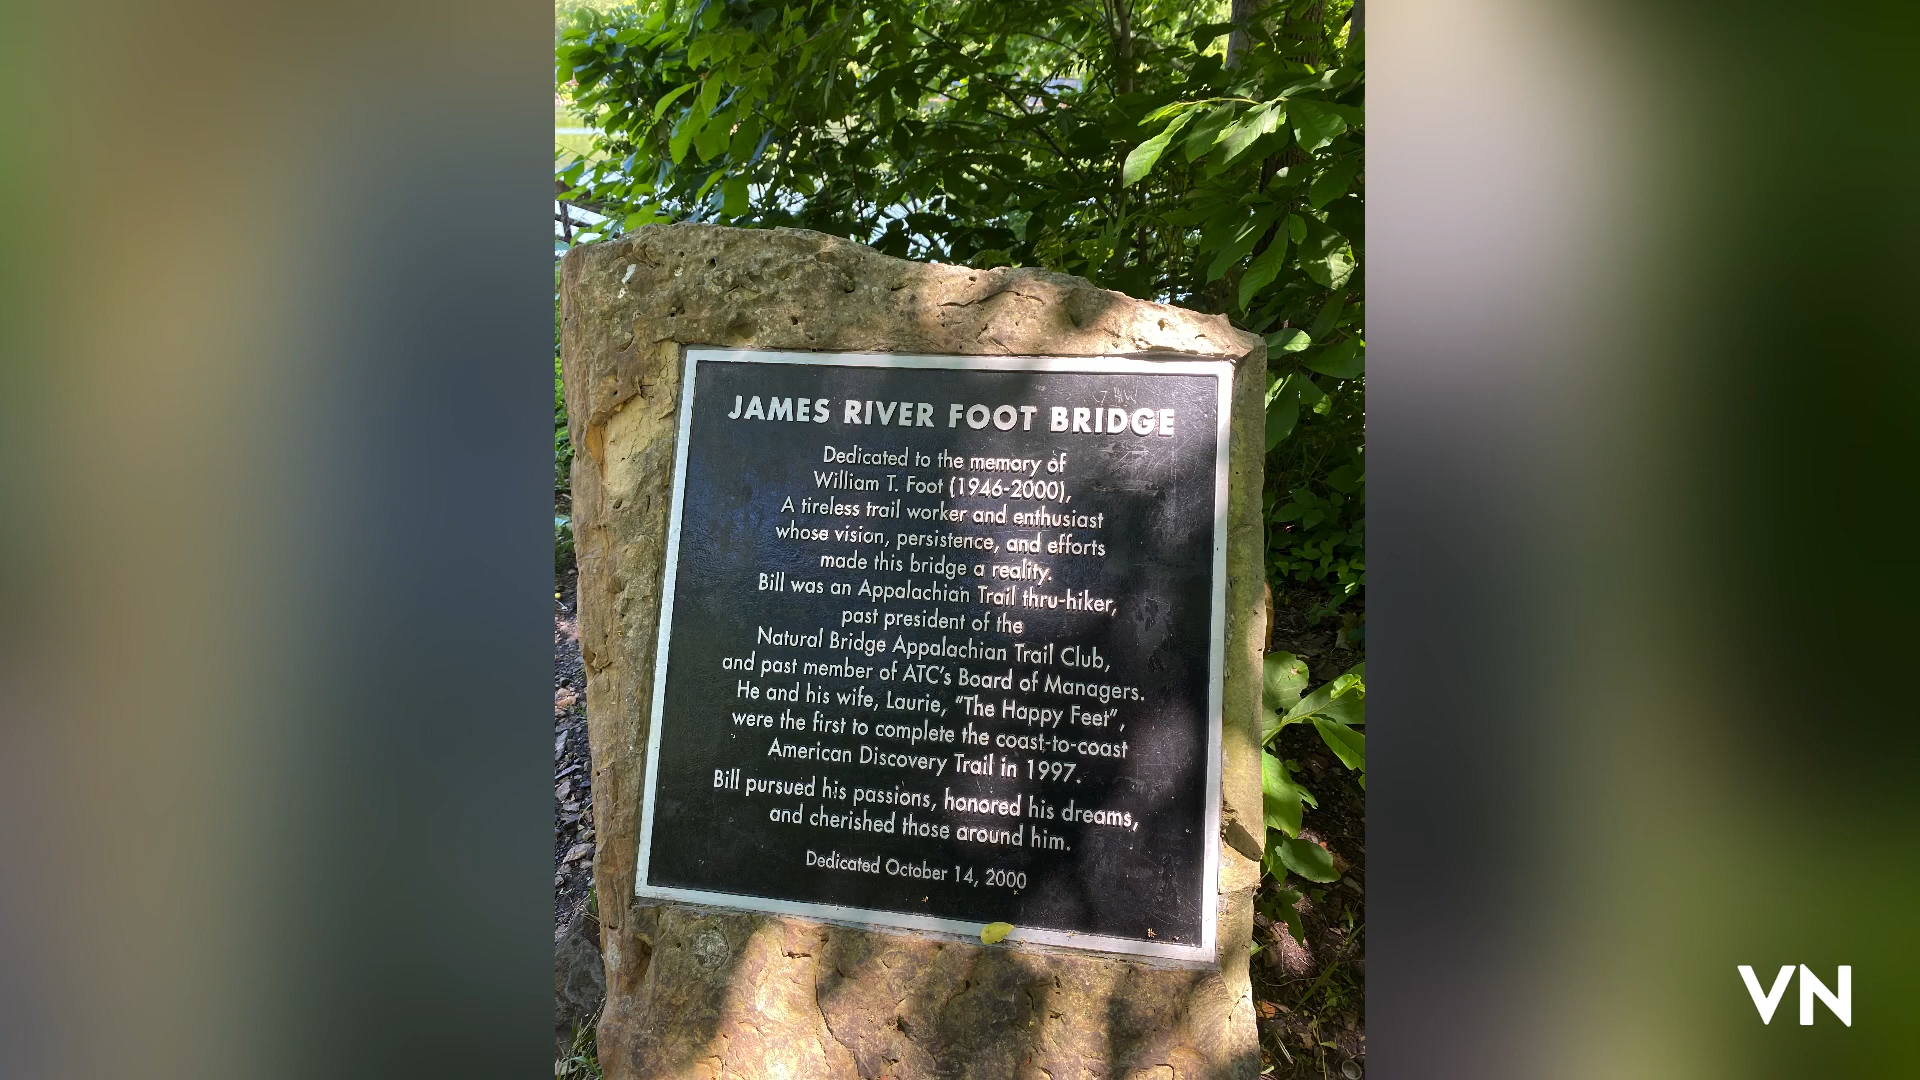 JAMES RIVER FOOT BRIDGE
Dedicated to the memory of
William T. Foot (1946-2000),
A tireless trail worker and enthusiast
whose vision, persistence, and efforts
made this bridge a reality.
Bill was an Appalachian Trail thru-hiker,
past president of the
Natural Bridge Appalachian Trail Club,
and past member of ATC's Board of Managers.
He and his wife, Laurie, "The Happy Feet",
were the first to complete the coast-to-coast
American Discovery Trail in 1997.
Bill pursued his passions, honored his dreams,
and cherished those around him.
Dedicated October 14, 2000
VN